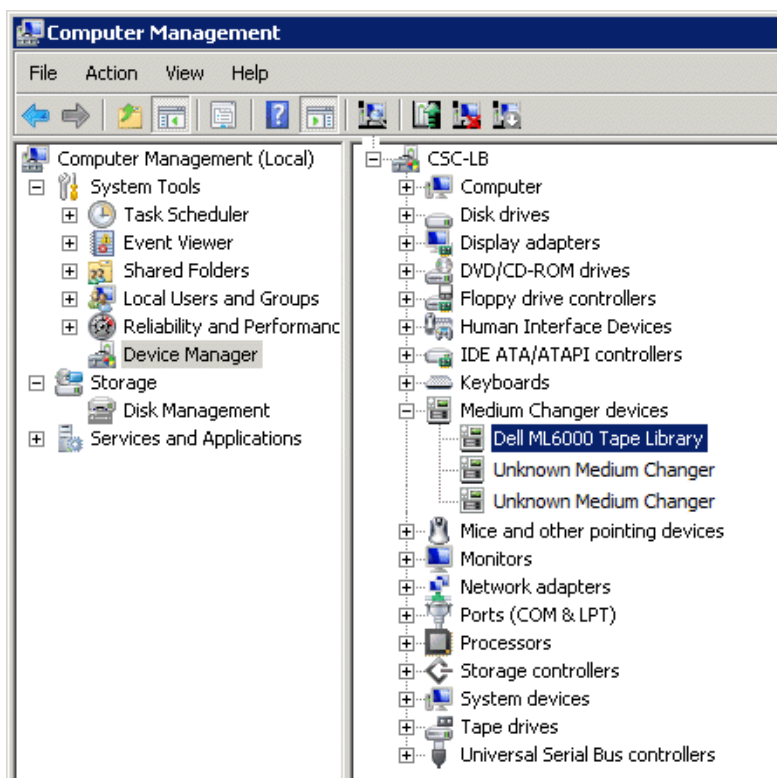 Computer Management
File Action View Help
Computer Management (Local)
System Tools
Task Scheduler
Event Viewer
Shared Folders
Local Users and Groups
Reliability and Performanc
Device Manager
Storage
Disk Management
Services and Applications
CSC-LB
Computer
Disk drives
Display adapters
DVD/CD-ROM drives
Floppy drive controllers
Human Interface Devices
IDE ATA/ATAPI controllers
Keyboards
Medium Changer devices
Dell ML6000 Tape Library
Unknown Medium Changer
Unknown Medium Changer
Mice and other pointing devices
Monitors
Network adapters
Ports (COM & LPT)
Processors
Storage controllers
System devices
Tape drives
Universal Serial Bus controllers